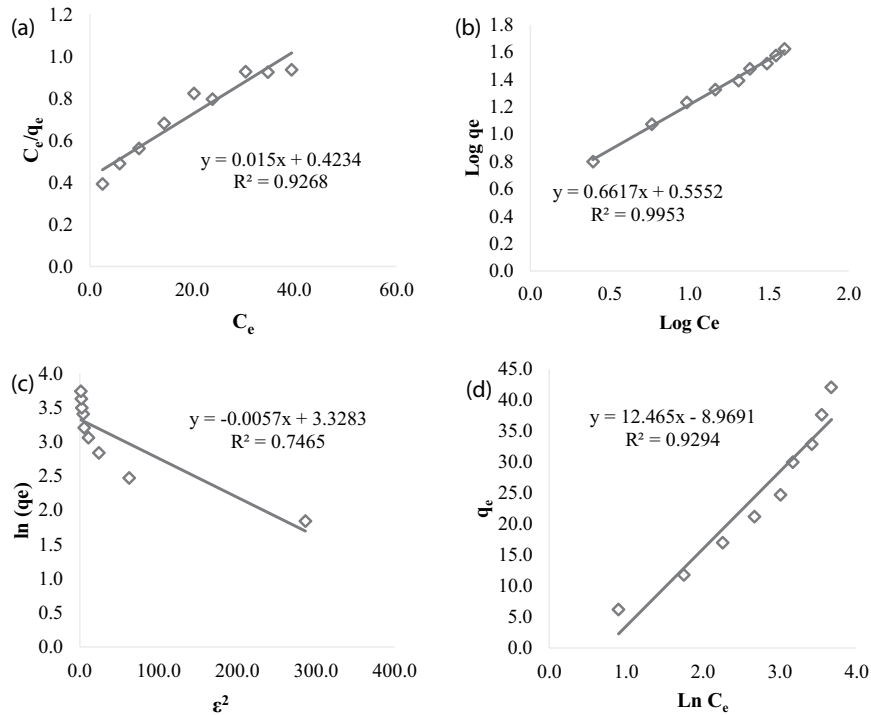 (a)
1.2
1.0
0.8
0.6
0.4
0.2
0.0
C_e/q_e
y = 0.015x + 0.4234
R² = 0.9268
0.0 20.0 40.0 60.0
C_e
(b)
1.8
1.6
1.4
1.2
1.0
0.8
0.6
0.4
0.2
0.0
Log qe
y = 0.6617x + 0.5552
R² = 0.9953
0.0 0.5 1.0 1.5 2.0
Log Ce
(c)
4.0
3.5
3.0
2.5
2.0
1.5
1.0
0.5
0.0
ln (qe)
y = -0.0057x + 3.3283
R² = 0.7465
0.0 100.0 200.0 300.0 400.0
ε²
(d)
45.0
40.0
35.0
30.0
25.0
20.0
15.0
10.0
5.0
0.0
q_e
y = 12.465x - 8.9691
R² = 0.9294
0.0 1.0 2.0 3.0 4.0
Ln C_e